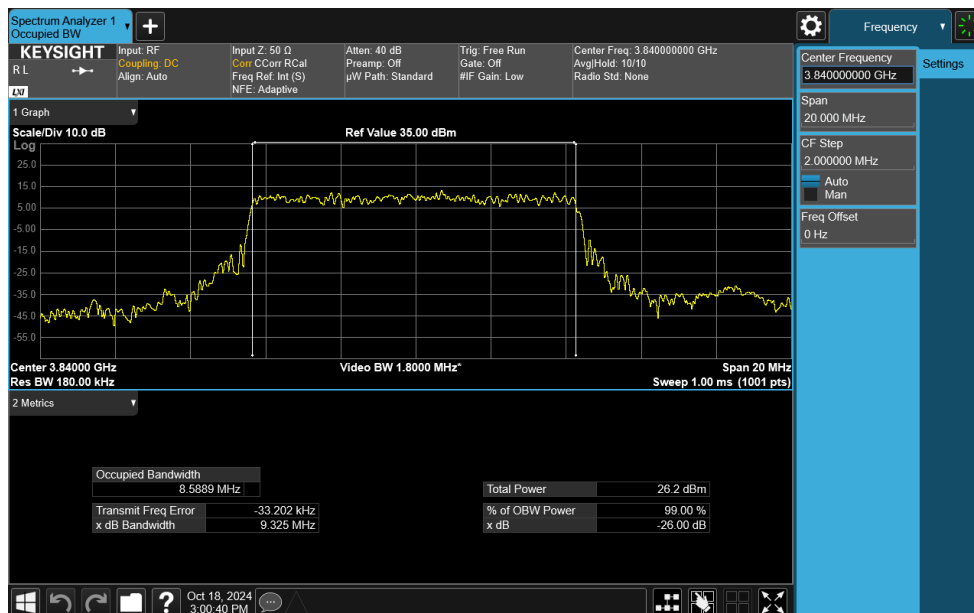 Spectrum Analyzer 1
Occupied BW
Frequency
KEYSIGHT
R L
LXI
Input: RF
Coupling: DC
Align: Auto
Input Z: 50 Ω
Corr CCorr RCal
Freq Ref: Int (S)
NFE: Adaptive
Atten: 40 dB
Preamp: Off
µW Path: Standard
Trig: Free Run
Gate: Off
#IF Gain: Low
Center Freq: 3.840000000 GHz
Avg|Hold: 10/10
Radio Std: None
Center Frequency
3.840000000 GHz
Settings
Span
20.000 MHz
CF Step
2.000000 MHz
Auto
Man
Freq Offset
0 Hz
1 Graph
Scale/Div 10.0 dB
Ref Value 35.00 dBm
Log
25.0
15.0
5.00
-5.00
-15.0
-25.0
-35.0
-45.0
-55.0
Center 3.84000 GHz
Video BW 1.8000 MHz*
Span 20 MHz
Res BW 180.00 kHz
Sweep 1.00 ms (1001 pts)
2 Metrics
Occupied Bandwidth
8.5889 MHz
Total Power 26.2 dBm
Transmit Freq Error -33.202 kHz
% of OBW Power 99.00 %
x dB Bandwidth 9.325 MHz
x dB -26.00 dB
Oct 18, 2024
3:00:40 PM